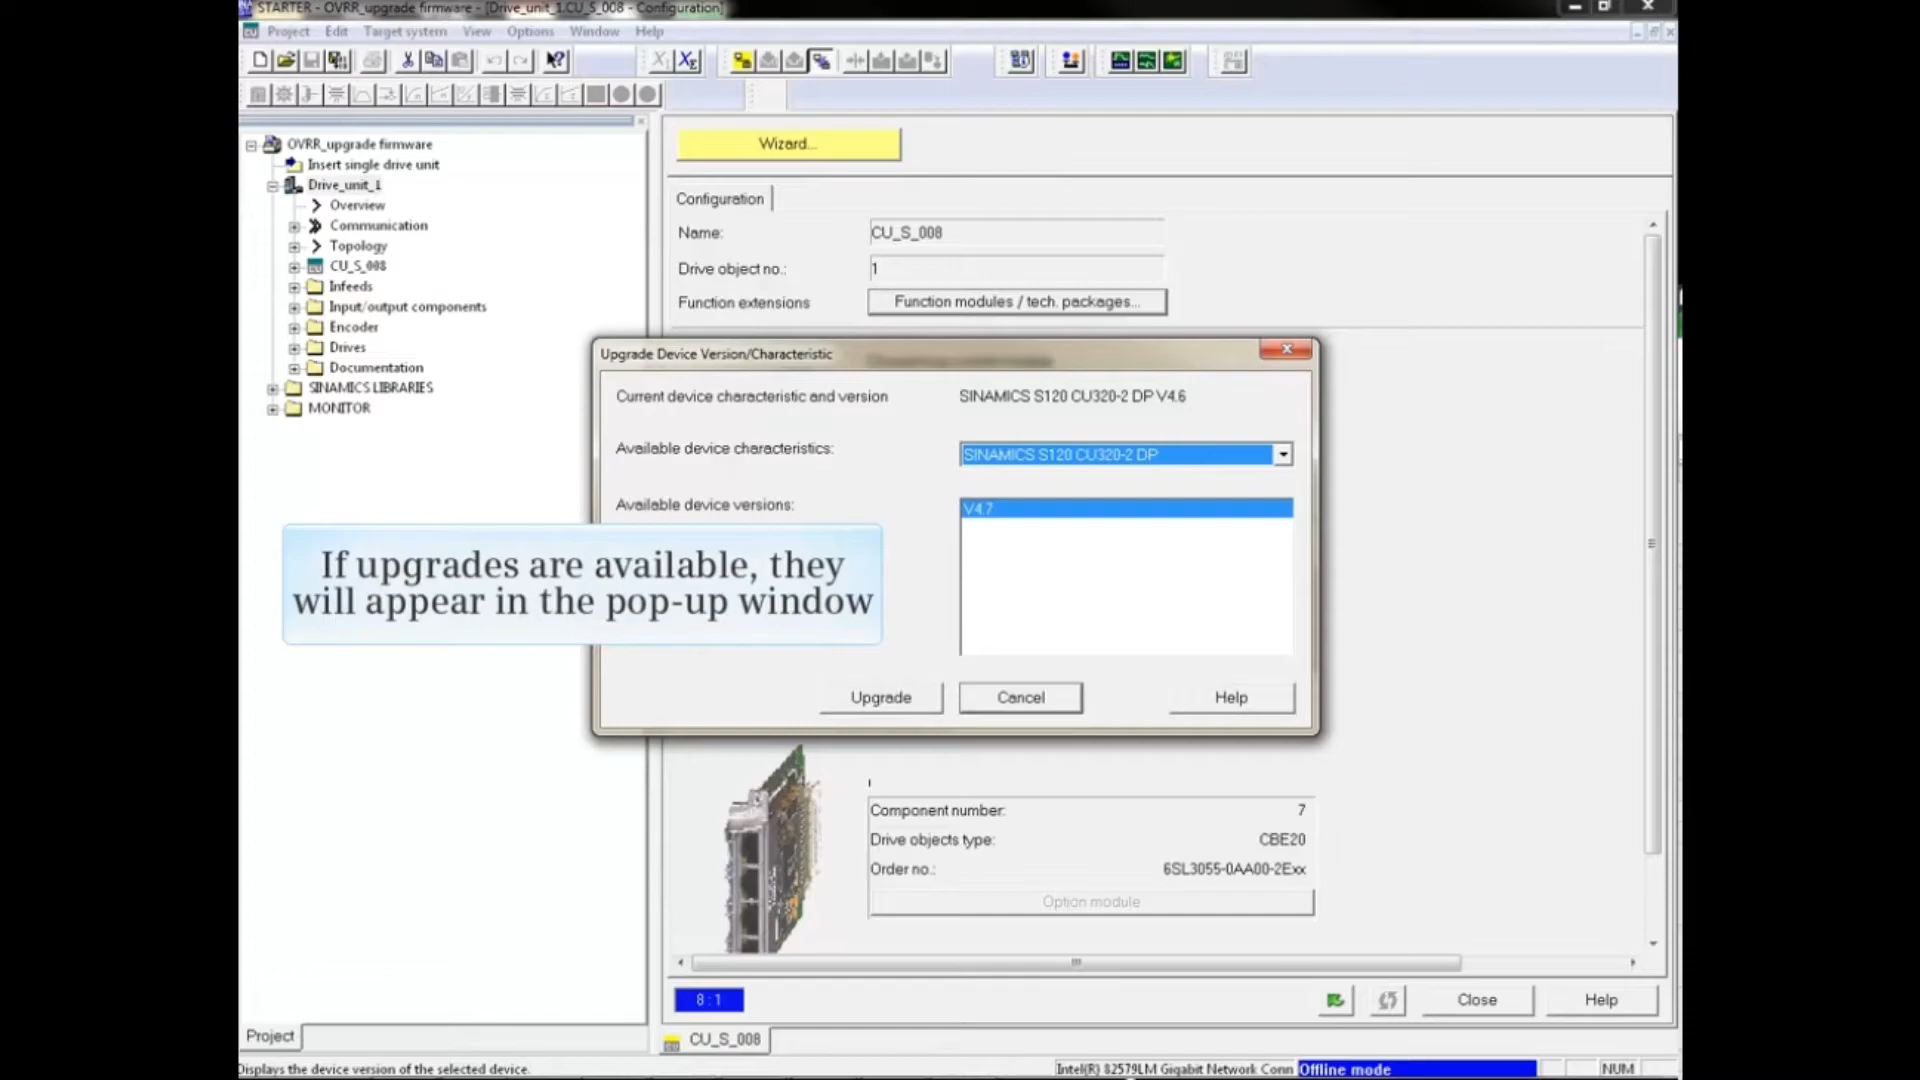 STARTER - OVRR_upgrade firmware - [Drive_unit_1.CU_S_008 - Configuration]
Project Edit Target system View Options Window Help
OVRR_upgrade firmware
Insert single drive unit
Drive_unit_1
Overview
Communication
Topology
CU_S_008
Infeeds
Input/output components
Encoder
Drives
Documentation
SINAMICS LIBRARIES
MONITOR
Project
Wizard...
Configuration
Name: CU_S_008
Drive object no.: 1
Function extensions Function modules / tech. packages...
Upgrade Device Version/Characteristic
Current device characteristic and version SINAMICS S120 CU320-2 DP V4.6
Available device characteristics: SINAMICS S120 CU320-2 DP
Available device versions: V4.7
If upgrades are available, they
will appear in the pop-up window
Upgrade Cancel Help
Component number: 7
Drive objects type: CBE20
Order no.: 6SL3055-0AA00-2Exx
Option module
8 : 1 Close Help
CU_S_008
Displays the device version of the selected device. Intel(R) 82579LM Gigabit Network Conn Offline mode NUM